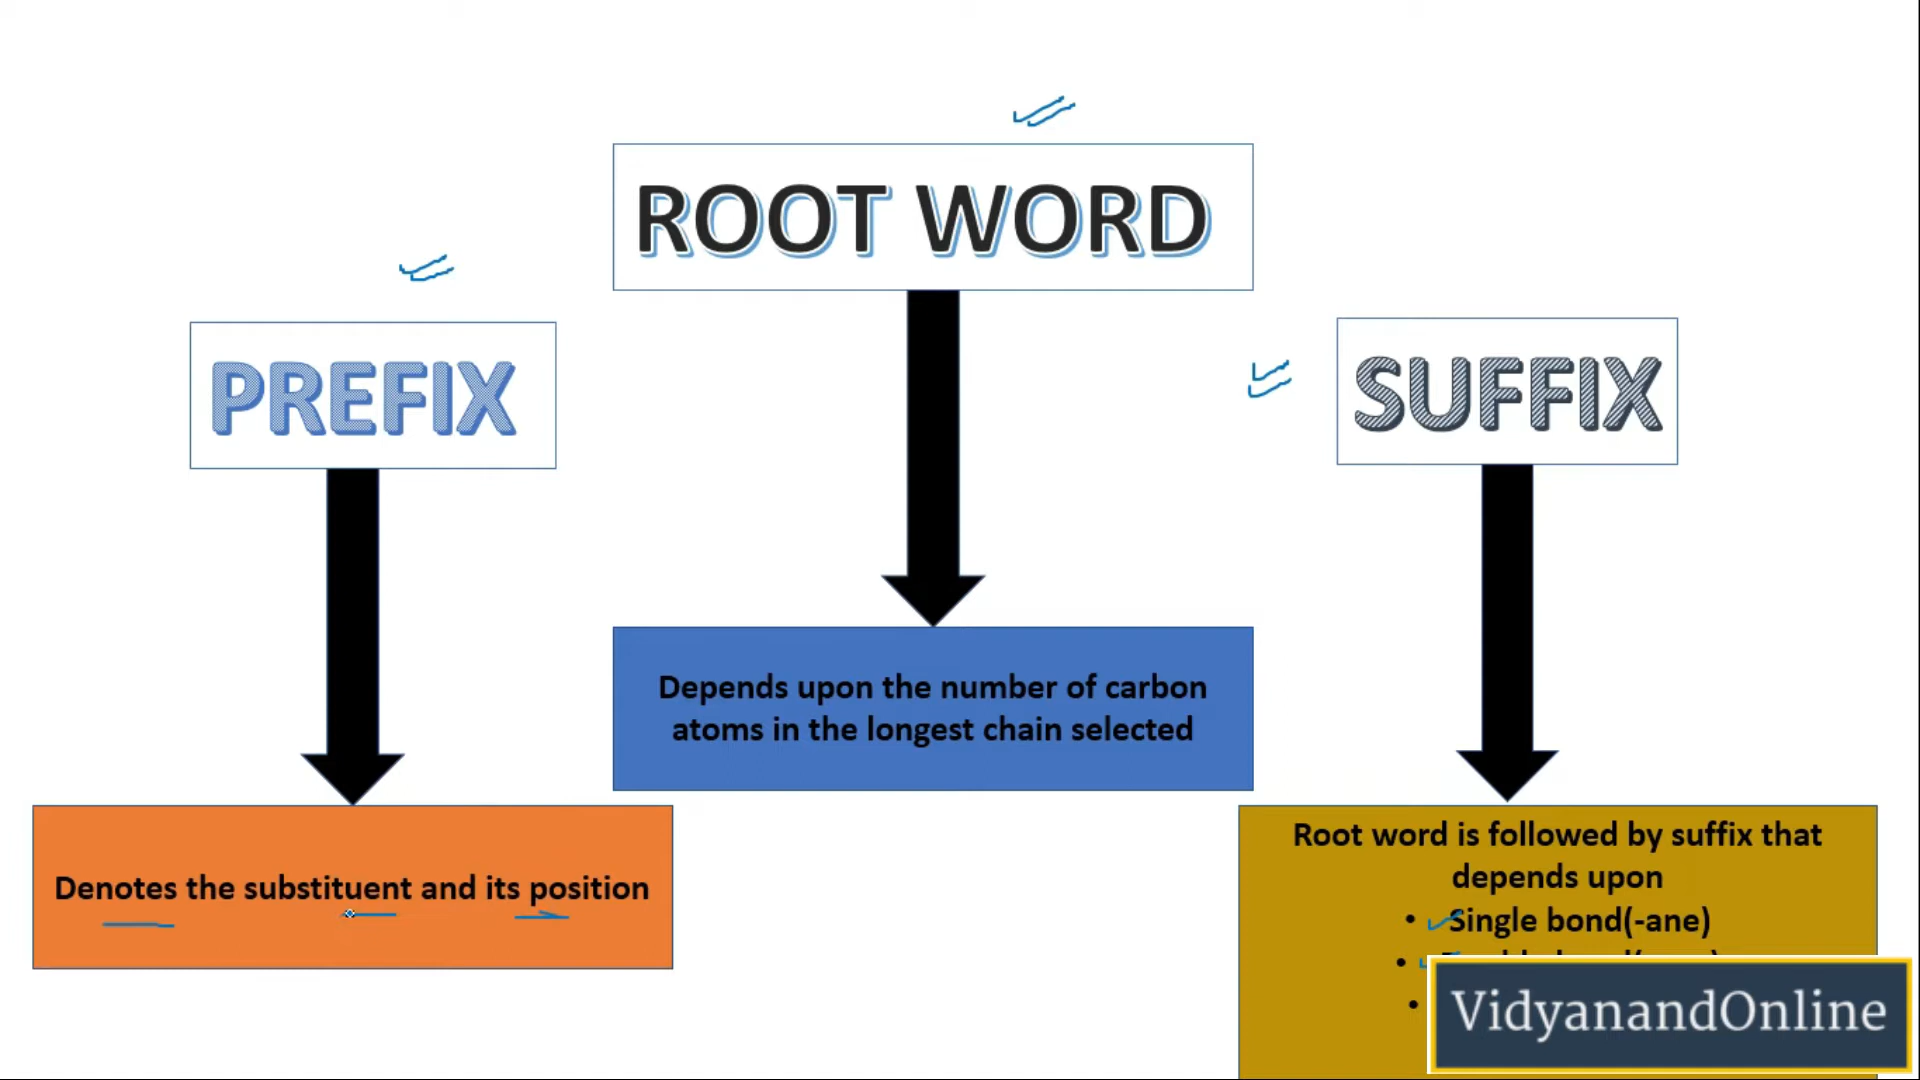 ROOT WORD
PREFIX
SUFFIX
Depends upon the number of carbon
atoms in the longest chain selected
Denotes the substituent and its position
Root word is followed by suffix that
depends upon
• Single bond(-ane)
•
•
VidyanandOnline